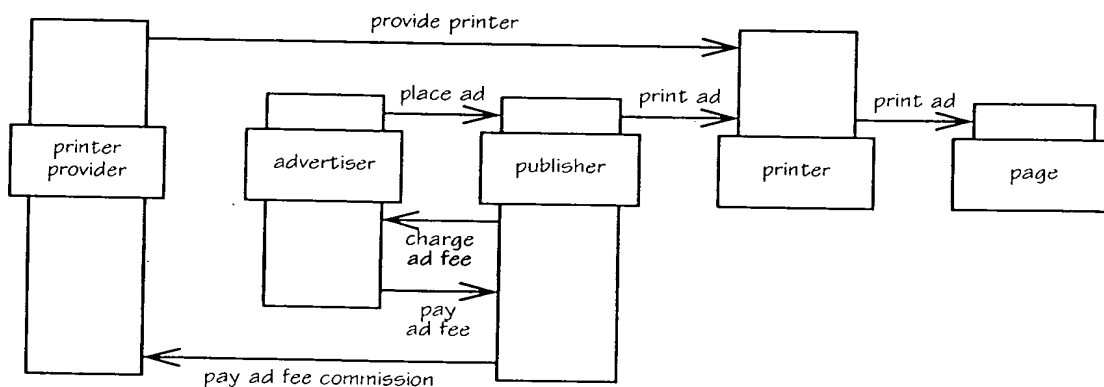 provide printer
place ad
print ad
print ad
printer
provider
advertiser
publisher
printer
page
charge
ad fee
pay
ad fee
pay ad fee commission